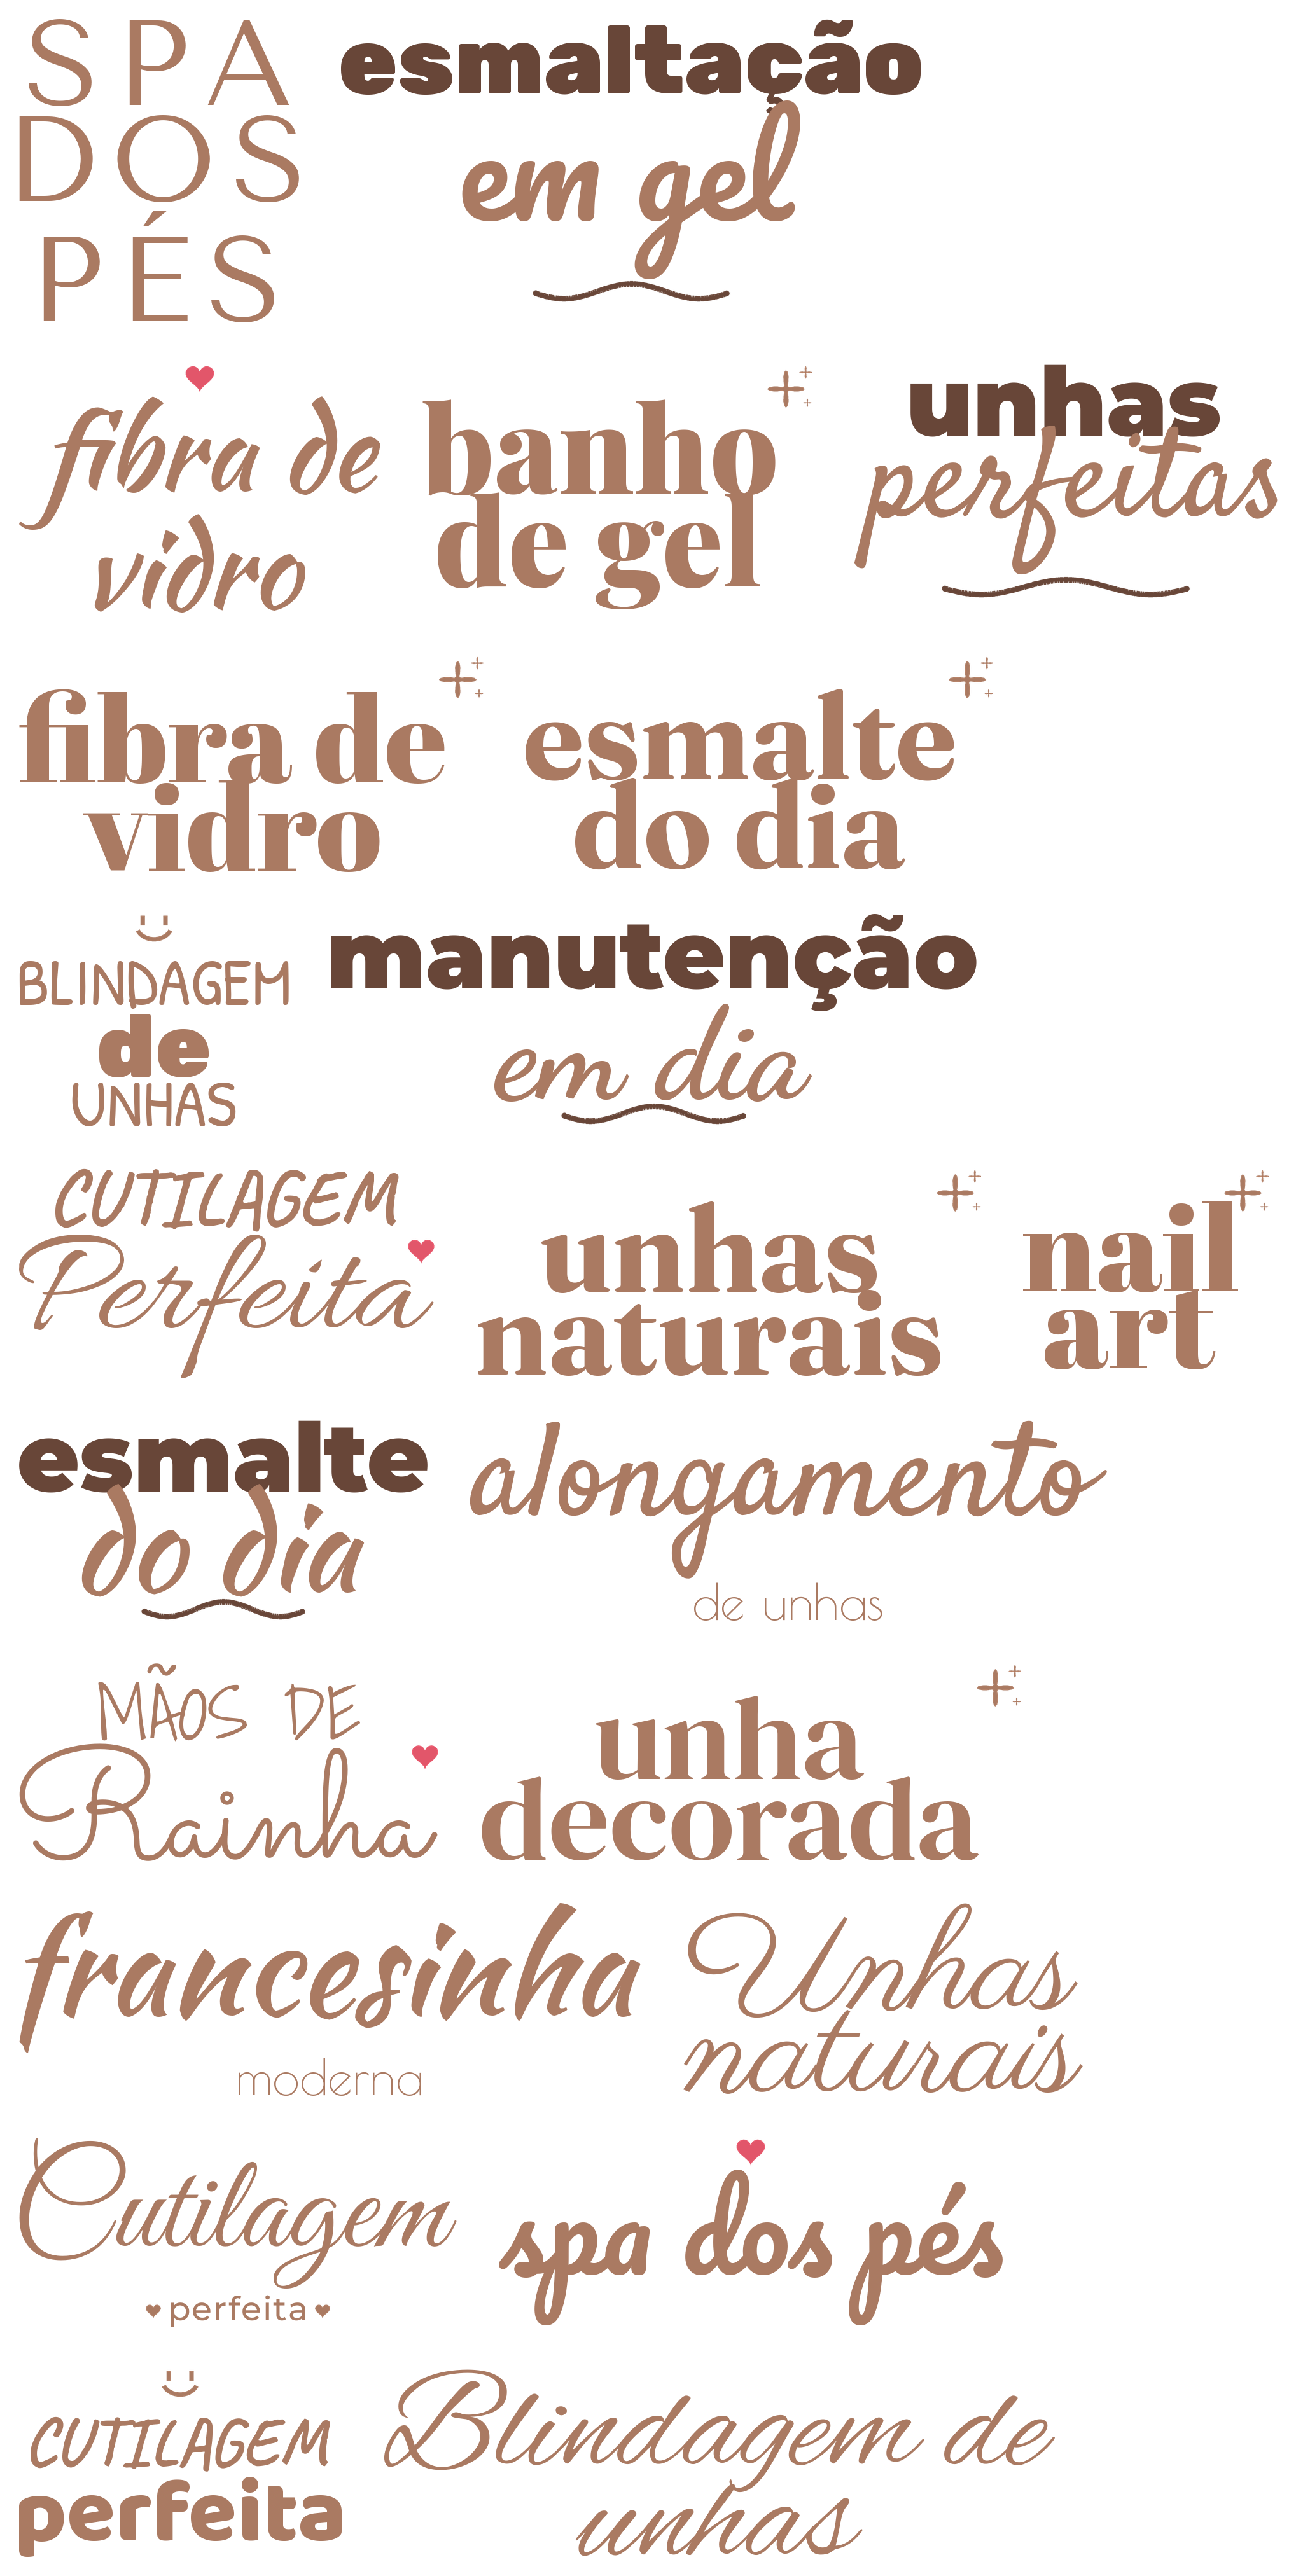 SPA
DOS
PÉS
esmaltação
em gel
fibra de
vidro
banho
de gel
unhas
perfeitas
fibra de
vidro
esmalte
do dia
BLINDAGEM
de
UNHAS
manutenção
em dia
CUTILAGEM
Perfeita
unhas
naturais
nail
art
esmalte
do dia
alongamento
de unhas
MÃOS DE
Rainha
unha
decorada
francesinha
moderna
Unhas
naturais
Cutilagem
perfeita
spa dos pés
CUTILAGEM
perfeita
Blindagem de
unhas